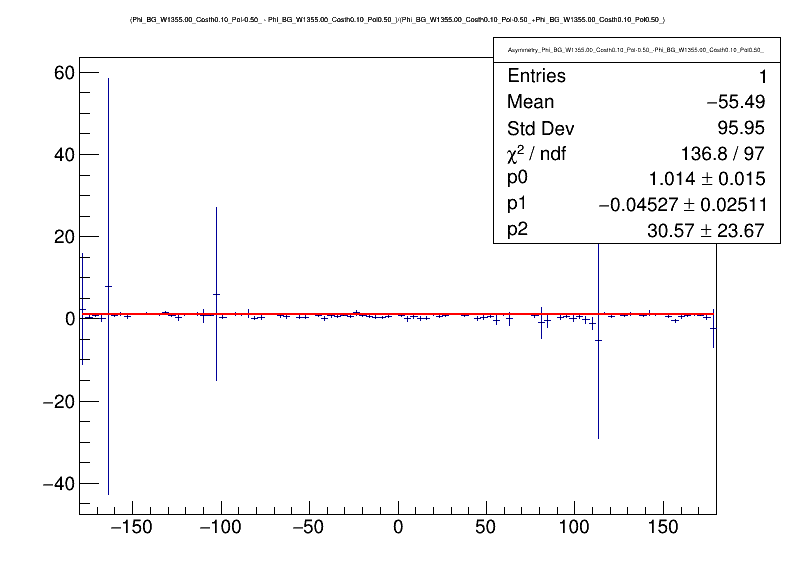 (Phi_BG_W1355.00_Costh0.10_Pol-0.50_ - Phi_BG_W1355.00_Costh0.10_Pol0.50_)/(Phi_BG_W1355.00_Costh0.10_Pol-0.50_+Phi_BG_W1355.00_Costh0.10_Pol0.50_)
Asymmetry_Phi_BG_W1355.00_Costh0.10_Pol-0.50_-Phi_BG_W1355.00_Costh0.10_Pol0.50_
Entries 1
Mean −55.49
Std Dev 95.95
χ² / ndf 136.8 / 97
p0 1.014 ± 0.015
p1 −0.04527 ± 0.02511
p2 30.57 ± 23.67
60
40
20
0
−20
−40
−150 −100 −50 0 50 100 150